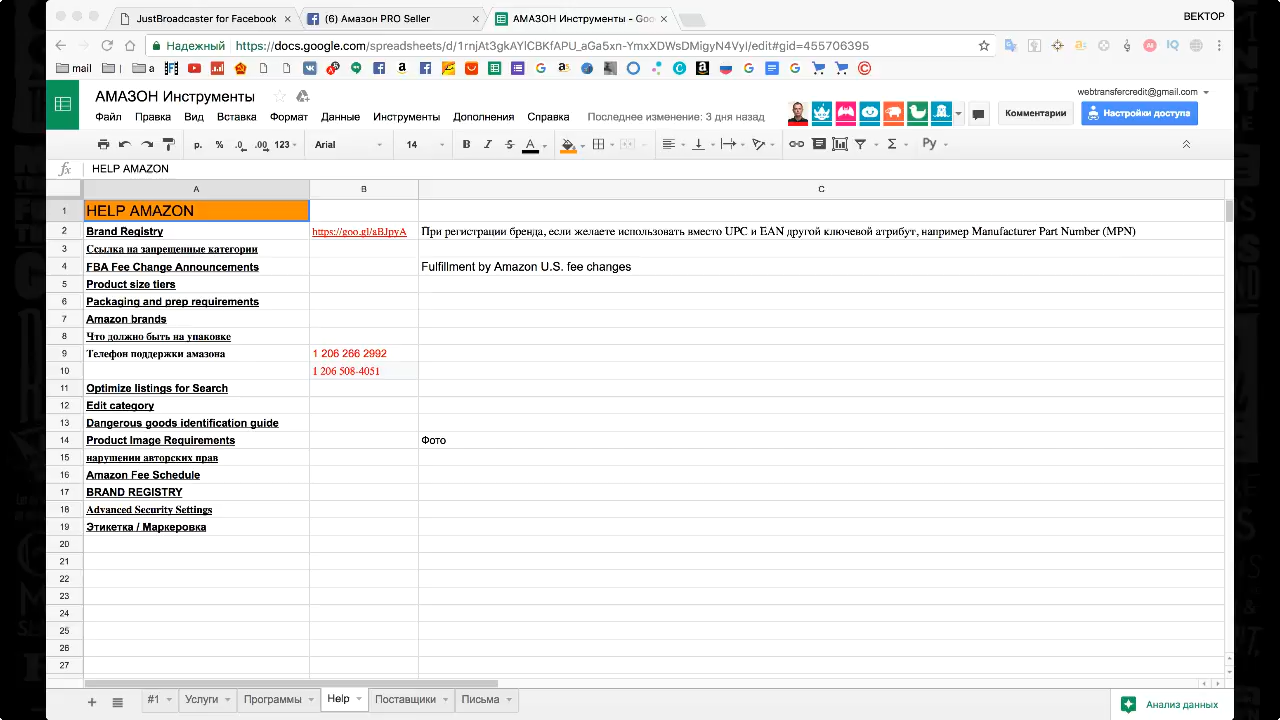 JustBroadcaster for Facebook
(6) Амазон PRO Seller
АМАЗОН Инструменты - Goo
ВЕКТОР
Надежный
https://docs.google.com/spreadsheets/d/1rnjAt3gkAYlCBKfAPU_aGa5xn-YmxXDWsDMigyN4VyI/edit#gid=455706395
mail
a
АМАЗОН Инструменты
webtransfercredit@gmail.com
Файл Правка Вид Вставка Формат Данные Инструменты Дополнения Справка Последнее изменение: 3 дня назад
Комментарии
Настройки доступа
р. % .0 .00 123 Arial 14 B I S A Σ Ру
fx HELP AMAZON
A B C
1 HELP AMAZON
2 Brand Registry https://goo.gl/aBJpyA При регистрации бренда, если желаете использовать вместо UPC и EAN другой ключевой атрибут, например Manufacturer Part Number (MPN)
3 Ссылка на запрещенные категории
4 FBA Fee Change Announcements Fulfillment by Amazon U.S. fee changes
5 Product size tiers
6 Packaging and prep requirements
7 Amazon brands
8 Что должно быть на упаковке
9 Телефон поддержки амазона 1 206 266 2992
10 1 206 508-4051
11 Optimize listings for Search
12 Edit category
13 Dangerous goods identification guide
14 Product Image Requirements Фото
15 нарушении авторских прав
16 Amazon Fee Schedule
17 BRAND REGISTRY
18 Advanced Security Settings
19 Этикетка / Маркеровка
20
21
22
23
24
25
26
27
#1 Услуги Программы Help Поставщики Письма
Анализ данных